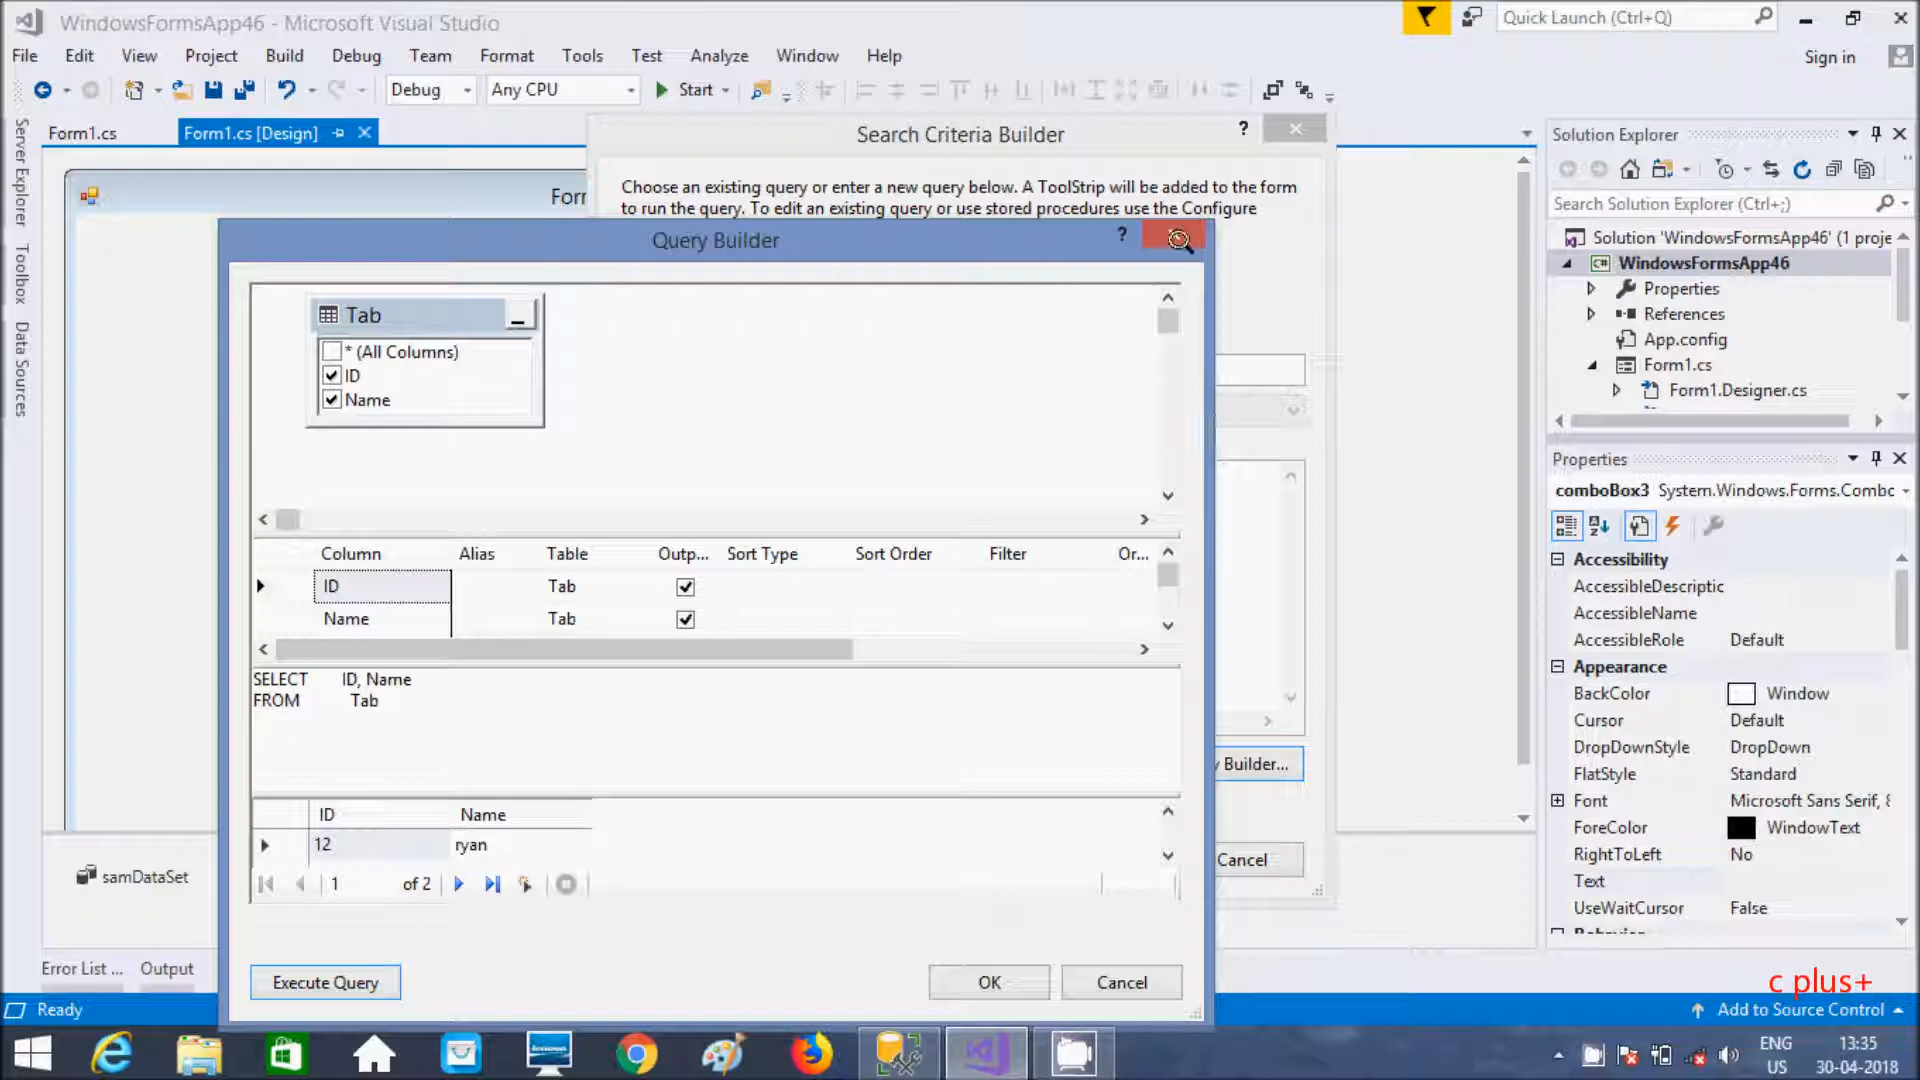 WindowsFormsApp46 - Microsoft Visual Studio
Quick Launch (Ctrl+Q)
File Edit View Project Build Debug Team Format Tools Test Analyze Window Help
Sign in
Debug Any CPU Start
Form1.cs Form1.cs [Design]
Server Explorer
Toolbox
Data Sources
Search Criteria Builder
?
Choose an existing query or enter a new query below. A ToolStrip will be added to the form
to run the query. To edit an existing query or use stored procedures use the Configure
Query Builder
?
Tab
* (All Columns)
ID
Name
Column Alias Table Outp... Sort Type Sort Order Filter Or...
ID Tab
Name Tab
SELECT ID, Name
FROM Tab
ID Name
12 ryan
1 of 2
Execute Query
OK
Cancel
Builder...
Cancel
samDataSet
Error List ... Output
Ready
Solution Explorer
Search Solution Explorer (Ctrl+;)
Solution 'WindowsFormsApp46' (1 proje
C# WindowsFormsApp46
Properties
References
App.config
Form1.cs
Form1.Designer.cs
Properties
comboBox3 System.Windows.Forms.Combo
Accessibility
AccessibleDescriptic
AccessibleName
AccessibleRole Default
Appearance
BackColor Window
Cursor Default
DropDownStyle DropDown
FlatStyle Standard
Font Microsoft Sans Serif, 8
ForeColor WindowText
RightToLeft No
Text
UseWaitCursor False
c plus+
Add to Source Control
ENG
US
13:35
30-04-2018